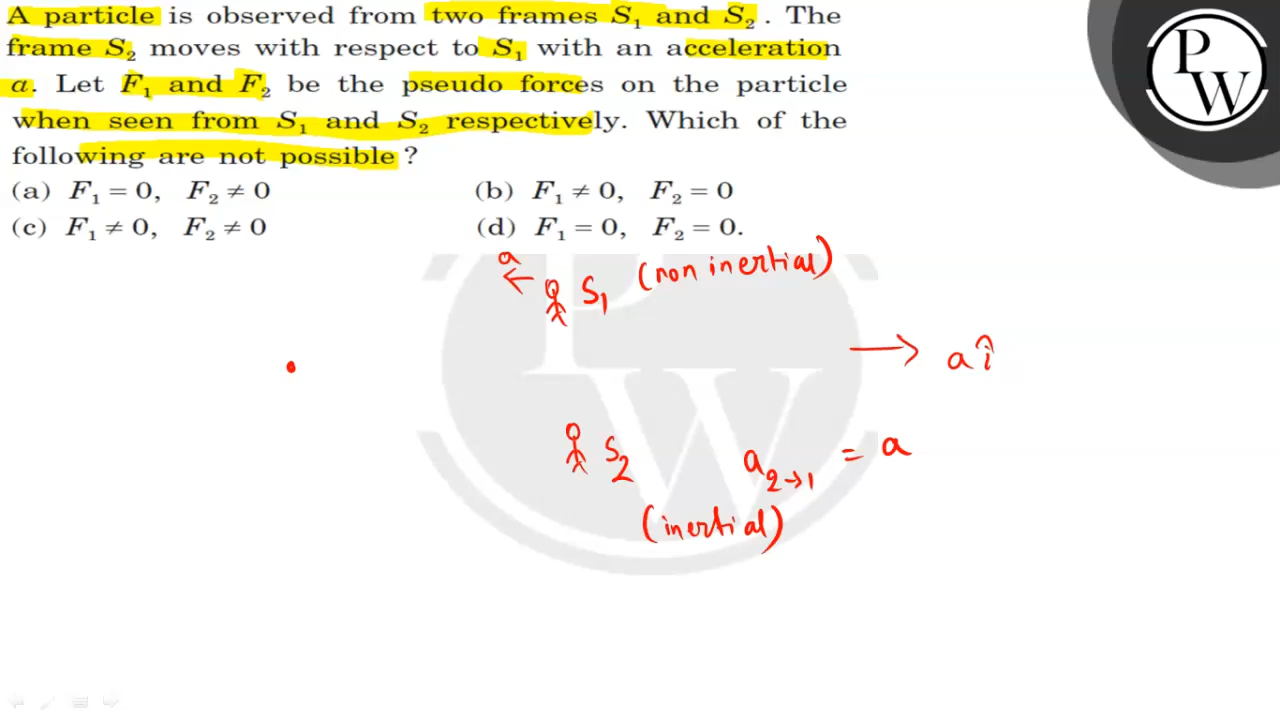 A particle is observed from two frames S₁ and S₂. The
frame S₂ moves with respect to S₁ with an acceleration
a. Let F₁ and F₂ be the pseudo forces on the particle
when seen from S₁ and S₂ respectively. Which of the
following are not possible ?
(a) F₁ = 0, F₂ ≠ 0 (b) F₁ ≠ 0, F₂ = 0
(c) F₁ ≠ 0, F₂ ≠ 0 (d) F₁ = 0, F₂ = 0.
a
← S₁ (non inertial)
→ a î
S₂ a₂→₁ = a
(inertial)
P
W
P
W